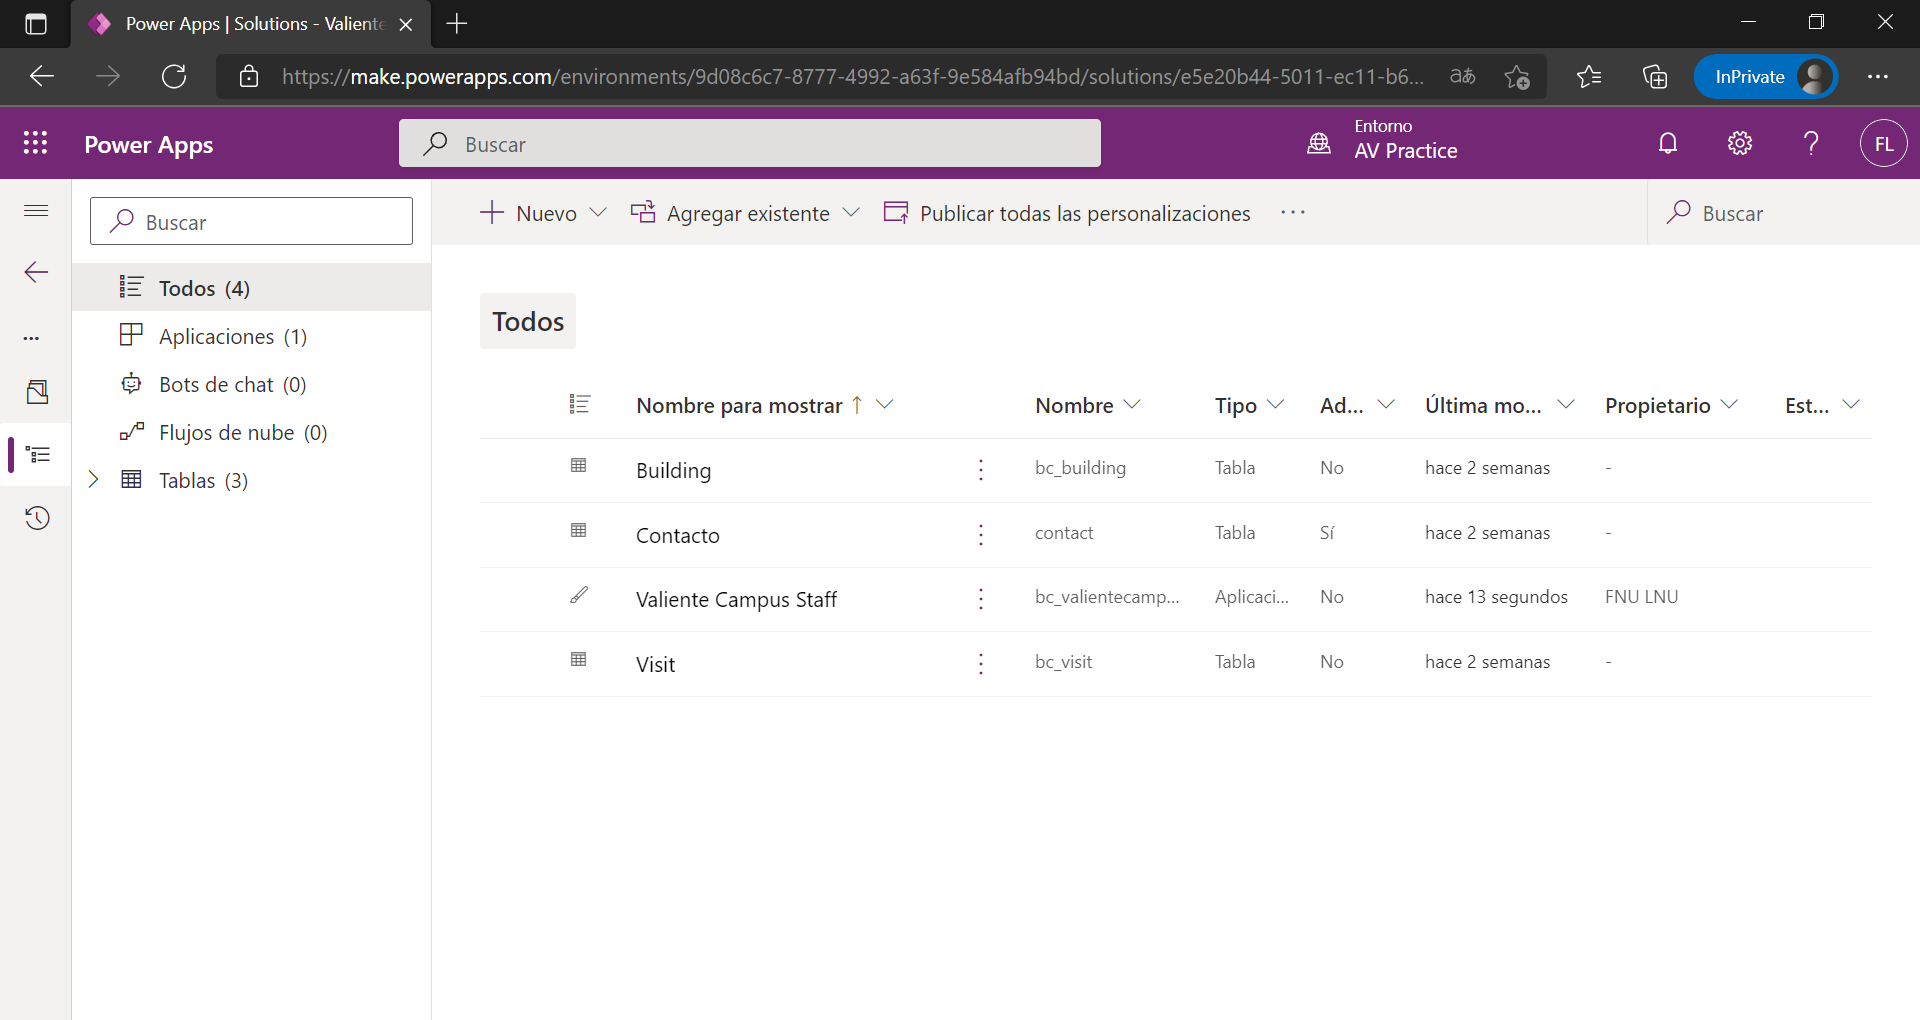 Power Apps | Solutions - Valiente
https://make.powerapps.com/environments/9d08c6c7-8777-4992-a63f-9e584afb94bd/solutions/e5e20b44-5011-ec11-b6...
aあ
InPrivate
Power Apps
Buscar
Entorno
AV Practice
?
FL
Buscar
Nuevo
Agregar existente
Publicar todas las personalizaciones
...
Buscar
Todos (4)
Aplicaciones (1)
Bots de chat (0)
Flujos de nube (0)
Tablas (3)
Todos
Nombre para mostrar ↑ Nombre Tipo Ad... Última mo... Propietario Est...
Building bc_building Tabla No hace 2 semanas -
Contacto contact Tabla Sí hace 2 semanas -
Valiente Campus Staff bc_valientecamp... Aplicaci... No hace 13 segundos FNU LNU
Visit bc_visit Tabla No hace 2 semanas -